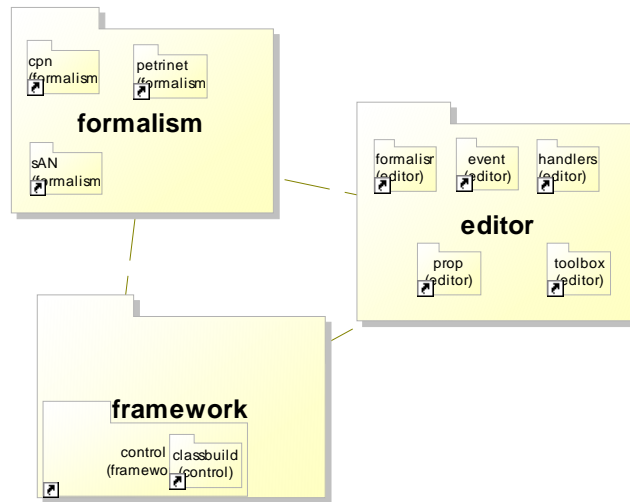 cpn
(formalism
petrinet
(formalism
formalism
sAN
(formalism
formalisr
(editor)
event
(editor)
handlers
(editor)
editor
prop
(editor)
toolbox
(editor)
framework
control
(framewo
classbuild
(control)